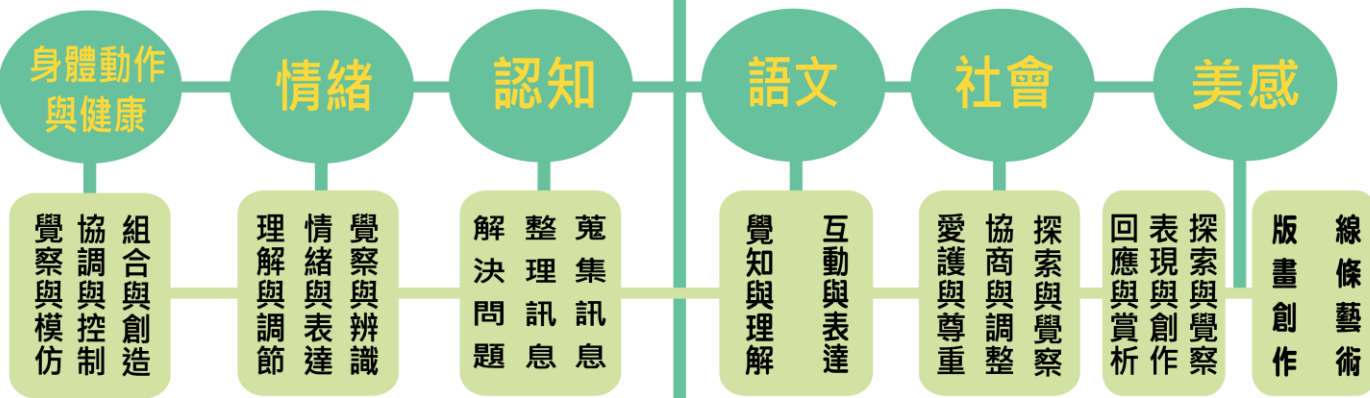 身體動作
與健康
情緒
認知
語文
社會
美感
組合與創造
協調與控制
覺察與模仿
覺察與辨識
情緒與表達
理解與調節
蒐集訊息
整理訊息
解決問題
互動與表達
覺知與理解
探索與覺察
協商與調整
愛護與尊重
探索與覺察
表現與創作
回應與賞析
線條藝術
版畫創作